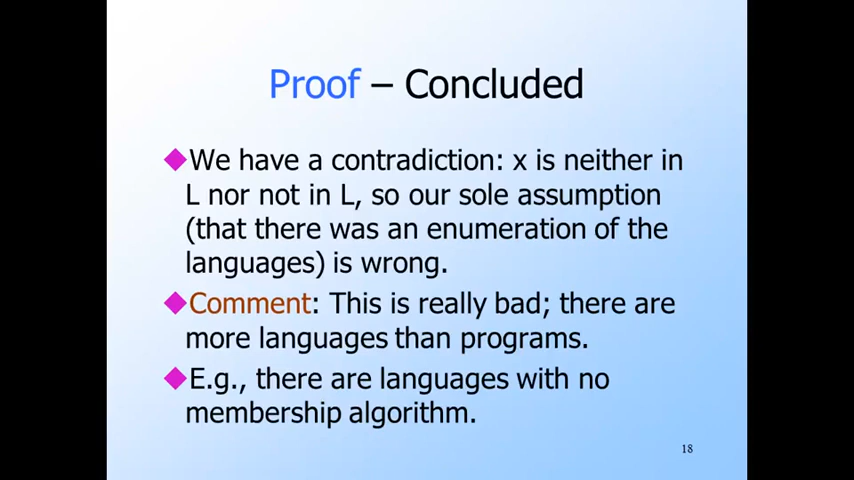 Proof – Concluded
We have a contradiction: x is neither in
L nor not in L, so our sole assumption
(that there was an enumeration of the
languages) is wrong.
Comment: This is really bad; there are
more languages than programs.
E.g., there are languages with no
membership algorithm.
18